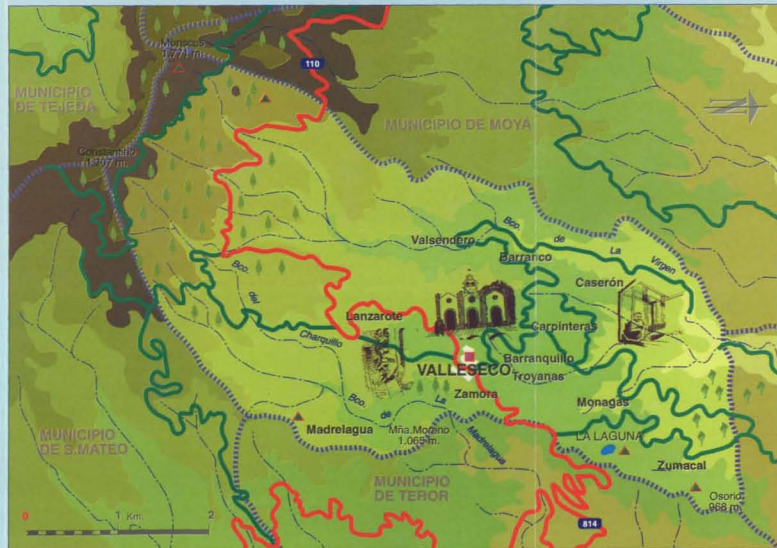 Moriscos
1.771 m.
110
MUNICIPIO
DE TEJEDA
MUNICIPIO DE MOYA
Constantino
Valsendero
Bco. de La Virgen
Barranco
Caserón
Bco. del Charquillo
Lanzarote
Carpinteras
Barranquillo
VALLESECO
Troyanas
Zamora
Monagas
Bco. de La Madrelagua
Madrelagua
Mña.Moreno
1.065 m.
LA LAGUNA
Zumacal
MUNICIPIO
DE S.MATEO
MUNICIPIO
DE TEROR
Osorio
968 m.
0 1 Km. 2
814